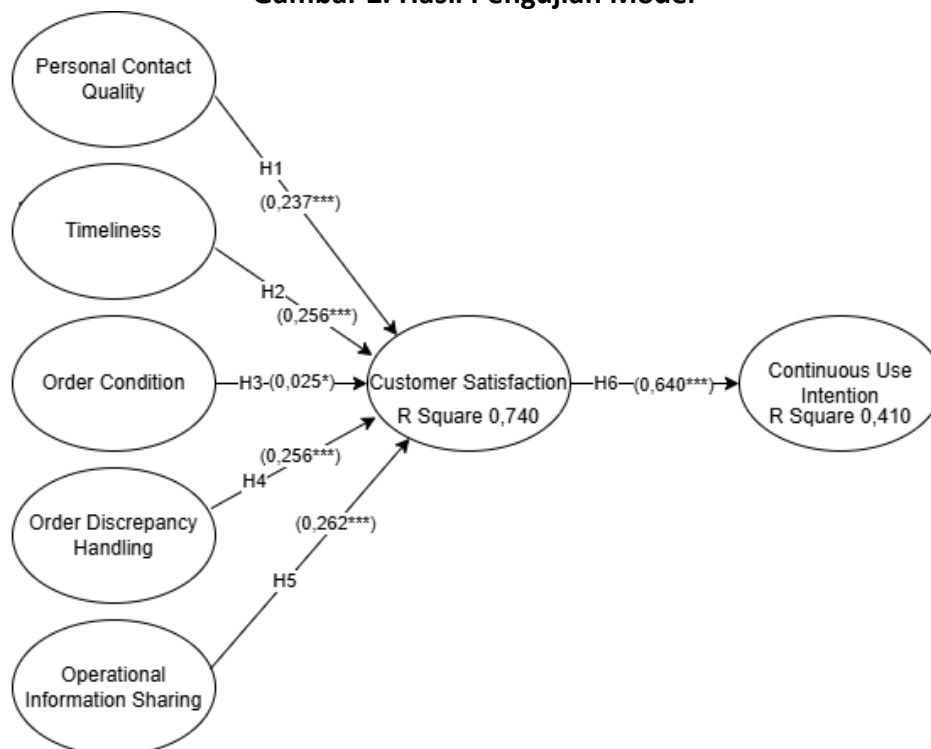 Gambar 2. Hasil Pengujian Model
Personal Contact
Quality
H1
(0,237***)
Timeliness
H2
(0,256***)
Order Condition
H3
(0,025*)
Customer Satisfaction
R Square 0,740
H6
(0,640***)
Continuous Use
Intention
R Square 0,410
(0,256***)
H4
Order Discrepancy
Handling
(0,262***)
H5
Operational
Information Sharing